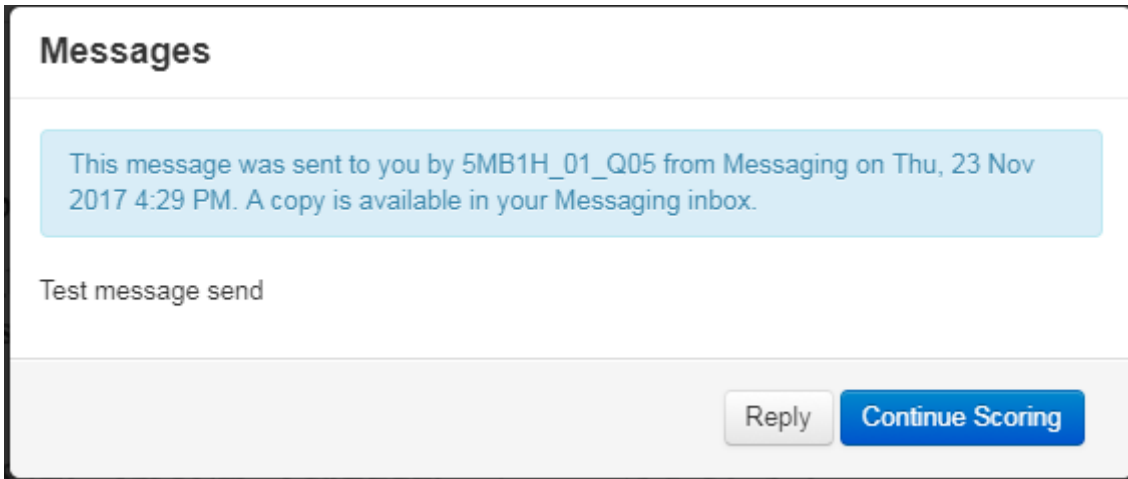 Messages
This message was sent to you by 5MB1H_01_Q05 from Messaging on Thu, 23 Nov
2017 4:29 PM. A copy is available in your Messaging inbox.
Test message send
Reply
Continue Scoring